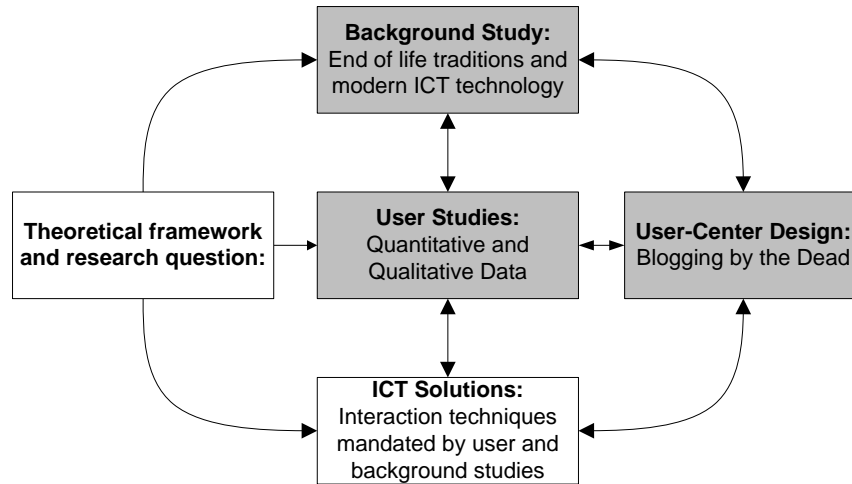 Background Study:
End of life traditions and
modern ICT technology
Theoretical framework
and research question:
User Studies:
Quantitative and
Qualitative Data
User-Center Design:
Blogging by the Dead
ICT Solutions:
Interaction techniques
mandated by user and
background studies